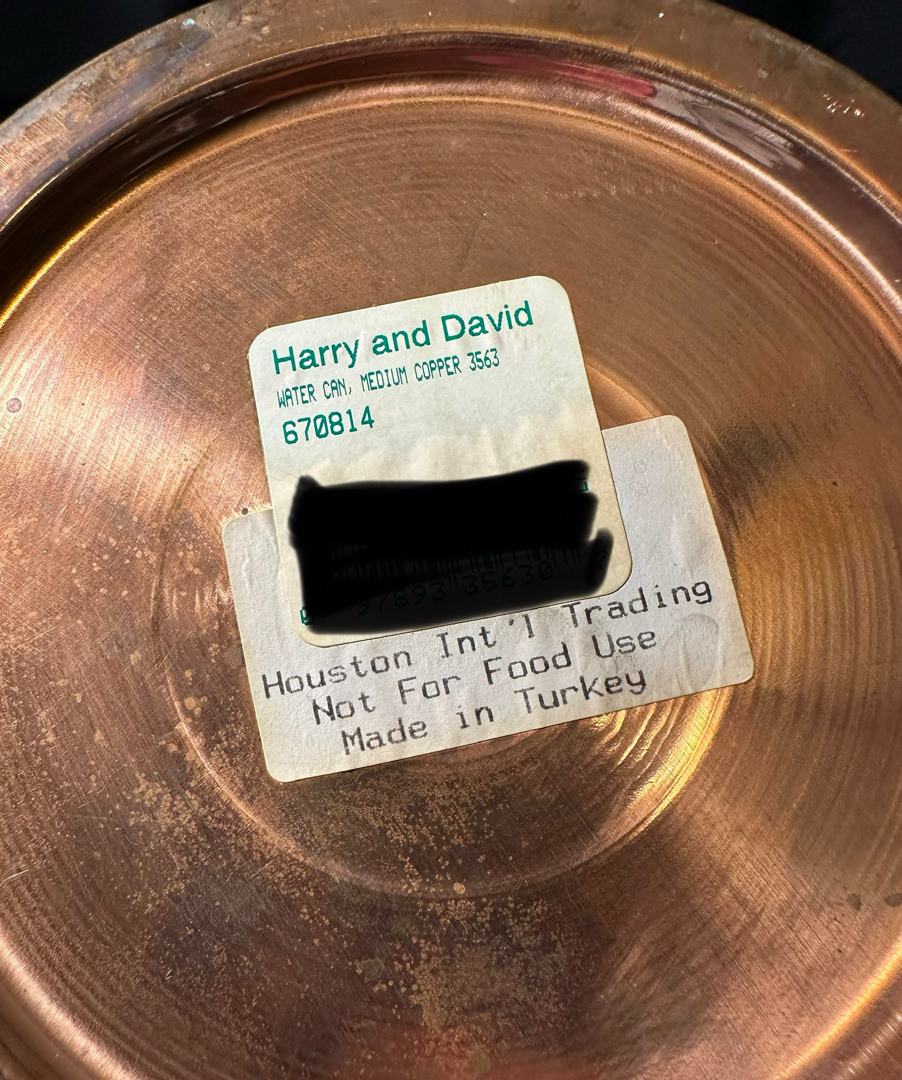 Harry and David
WATER CAN, MEDIUM COPPER 3563
670814
Houston Int'l Trading
Not For Food Use
Made in Turkey